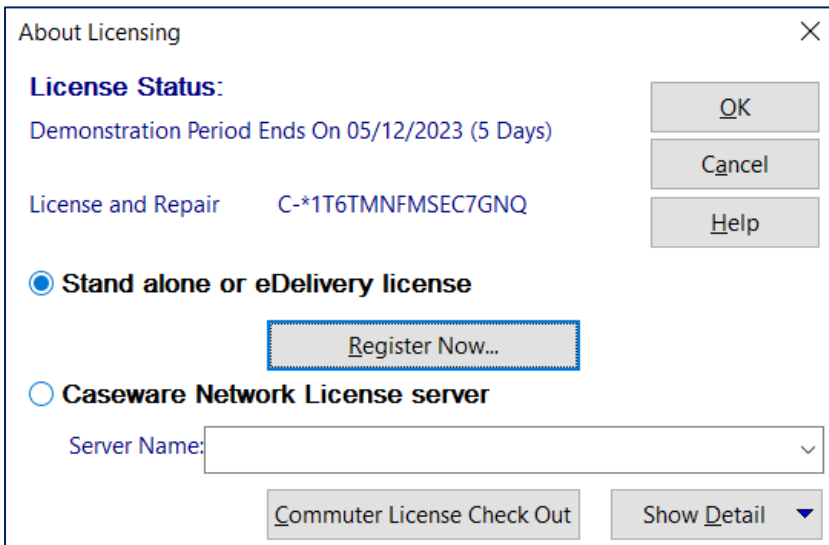 About Licensing
License Status:
Demonstration Period Ends On 05/12/2023 (5 Days)
OK
Cancel
License and Repair C-*1T6TMNFMSEC7GNQ
Help
Stand alone or eDelivery license
Register Now...
Caseware Network License server
Server Name:
Commuter License Check Out
Show Detail